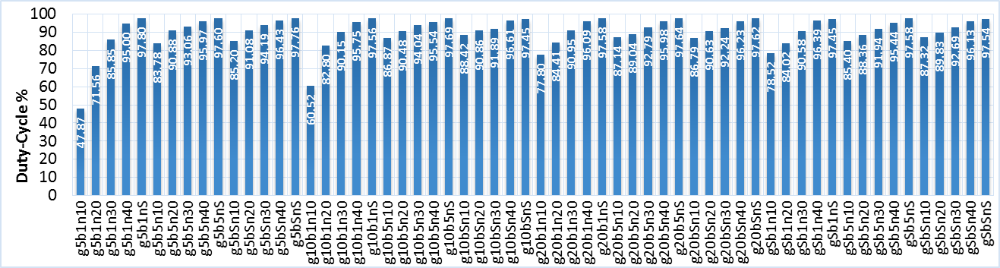 Duty-Cycle %
100
90
80
70
60
50
40
30
20
10
0
47.87
71.56
85.85
95.00
97.80
83.78
90.88
93.06
95.97
97.60
85.20
91.08
94.19
96.43
97.76
60.52
82.80
90.15
95.75
97.56
86.87
90.48
94.04
95.54
97.69
88.42
90.86
91.89
96.61
97.45
77.80
84.41
90.95
96.09
97.58
87.14
89.04
92.79
95.98
97.64
86.79
90.63
92.24
96.23
97.62
78.52
84.02
90.58
96.39
97.45
85.40
88.36
91.94
95.44
97.58
87.32
89.83
92.69
96.13
97.54
g5b1n10
g5b1n20
g5b1n30
g5b1n40
g5b1nS
g5b5n10
g5b5n20
g5b5n30
g5b5n40
g5b5nS
g5bSn10
g5bSn20
g5bSn30
g5bSn40
g5bSnS
g10b1n10
g10b1n20
g10b1n30
g10b1n40
g10b1nS
g10b5n10
g10b5n20
g10b5n30
g10b5n40
g10b5nS
g10bSn10
g10bSn20
g10bSn30
g10bSn40
g10bSnS
g20b1n10
g20b1n20
g20b1n30
g20b1n40
g20b1nS
g20b5n10
g20b5n20
g20b5n30
g20b5n40
g20b5nS
g20bSn10
g20bSn20
g20bSn30
g20bSn40
g20bSnS
gSb1n10
gSb1n13
gSb1n30
gSb1n40
gSb1nS
gSb5n10
gSb5n20
gSb5n30
gSb5n40
gSb5nS
gSbSn10
gSbSn20
gSbSn30
gSbSn40
gSbSnS